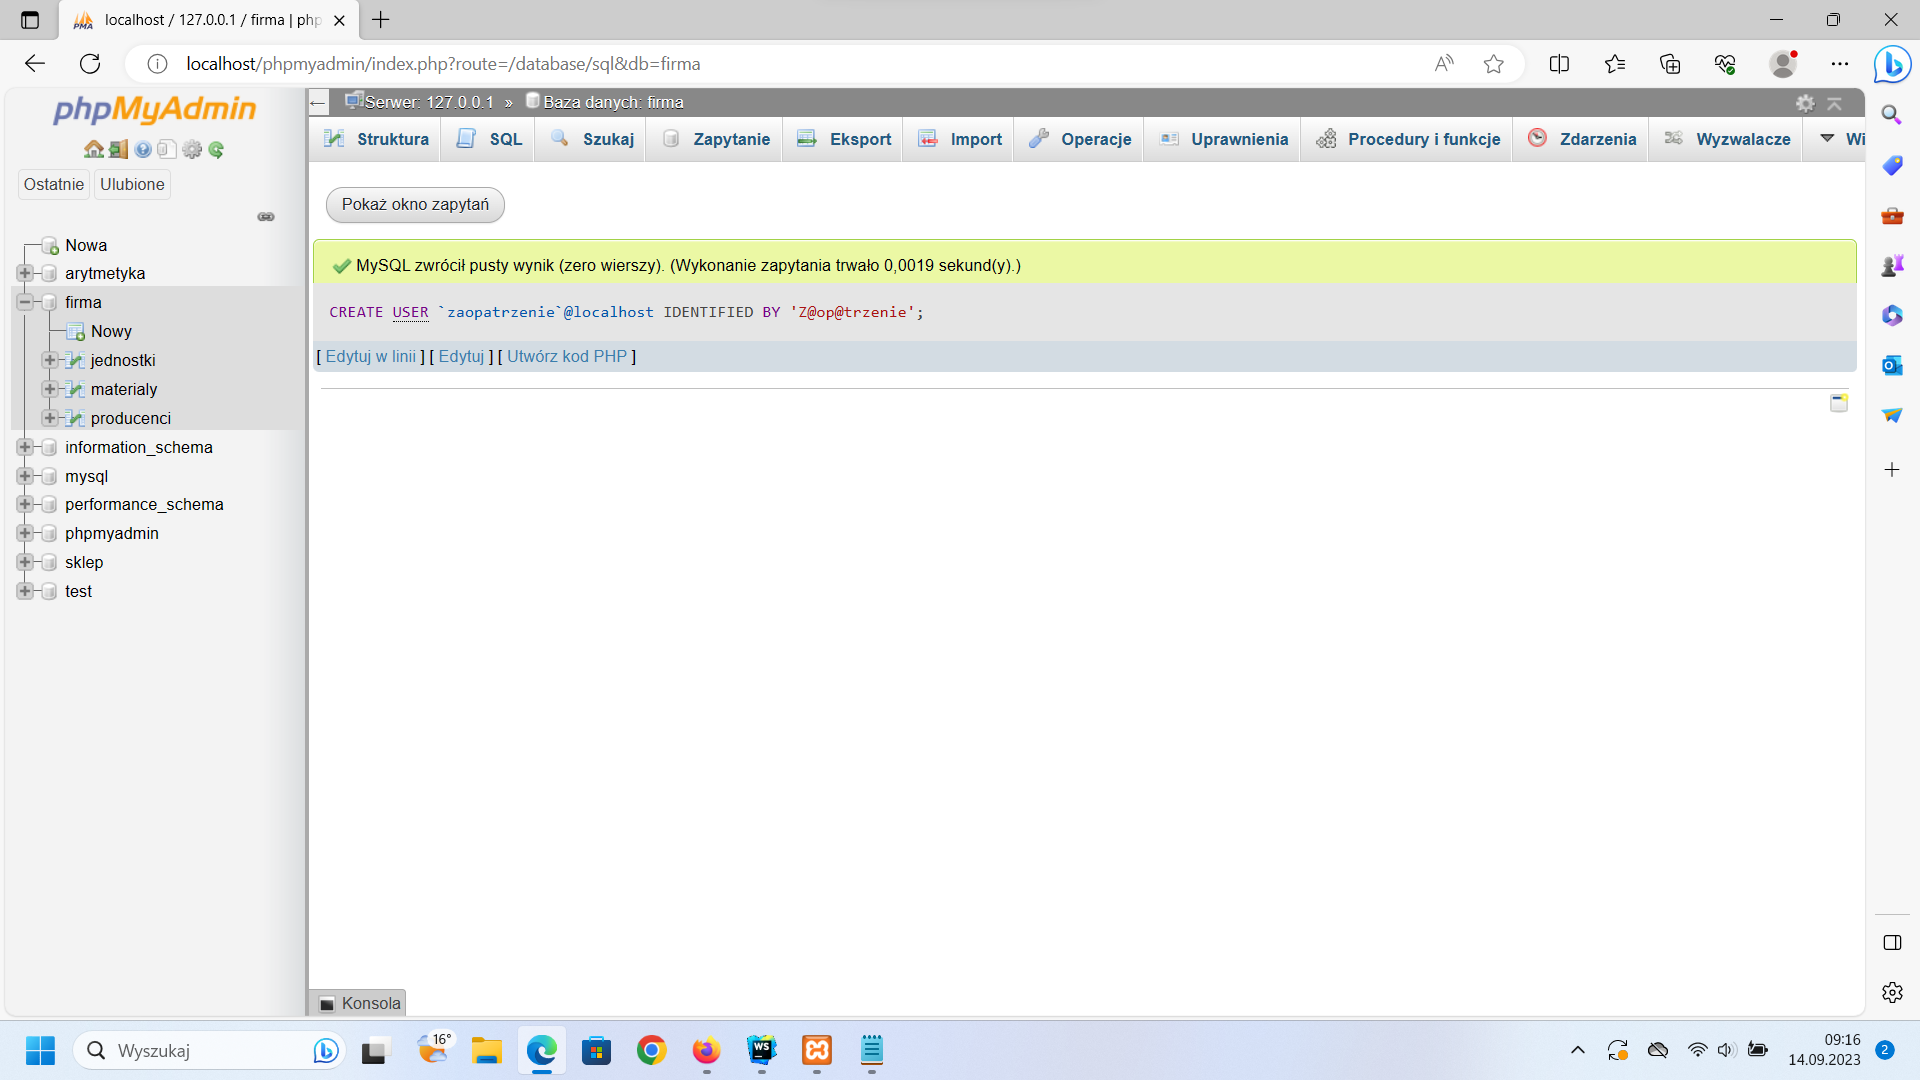 localhost / 127.0.0.1 / firma | php
localhost/phpmyadmin/index.php?route=/database/sql&db=firma
phpMyAdmin
Ostatnie
Ulubione
Nowa
arytmetyka
firma
Nowy
jednostki
materialy
producenci
information_schema
mysql
performance_schema
phpmyadmin
sklep
test
Serwer: 127.0.0.1 » Baza danych: firma
Struktura SQL Szukaj Zapytanie Eksport Import Operacje Uprawnienia Procedury i funkcje Zdarzenia Wyzwalacze Wi
Pokaż okno zapytań
MySQL zwrócił pusty wynik (zero wierszy). (Wykonanie zapytania trwało 0,0019 sekund(y).)
CREATE USER `zaopatrzenie`@localhost IDENTIFIED BY 'Z@op@trzenie';
[ Edytuj w linii ] [ Edytuj ] [ Utwórz kod PHP ]
Konsola
Wyszukaj
16°
WS
09:16
14.09.2023
2